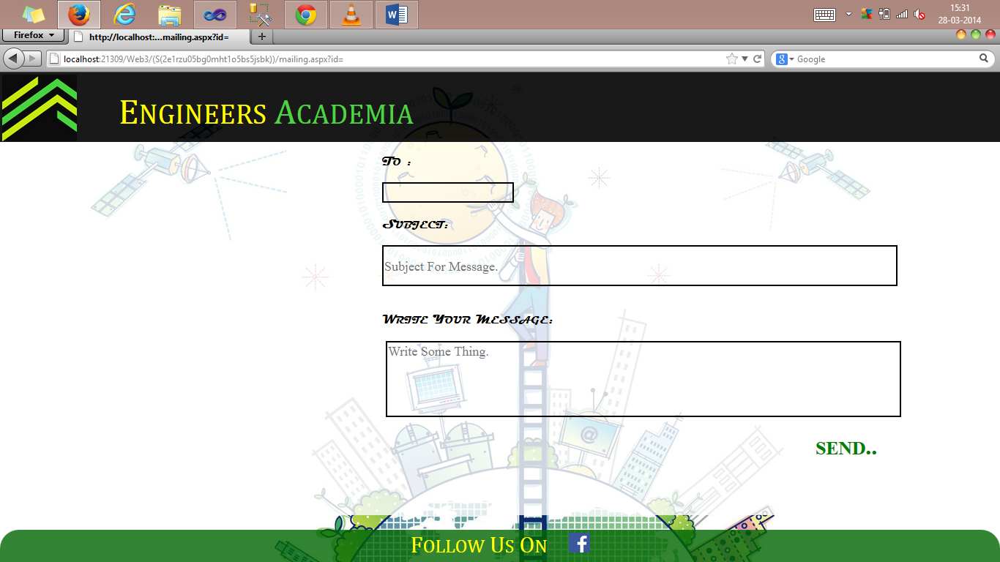 15:31
28-03-2014
Firefox
http://localhost:...mailing.aspx?id=
localhost:21309/Web3/(S(2e1rzu05bg0mht1o5bs5jsbk))/mailing.aspx?id=
Google
ENGINEERS ACADEMIA
TO :
SUBJECT:
Subject For Message.
WRITE YOUR MESSAGE:
Write Some Thing.
@
SEND..
FOLLOW US ON